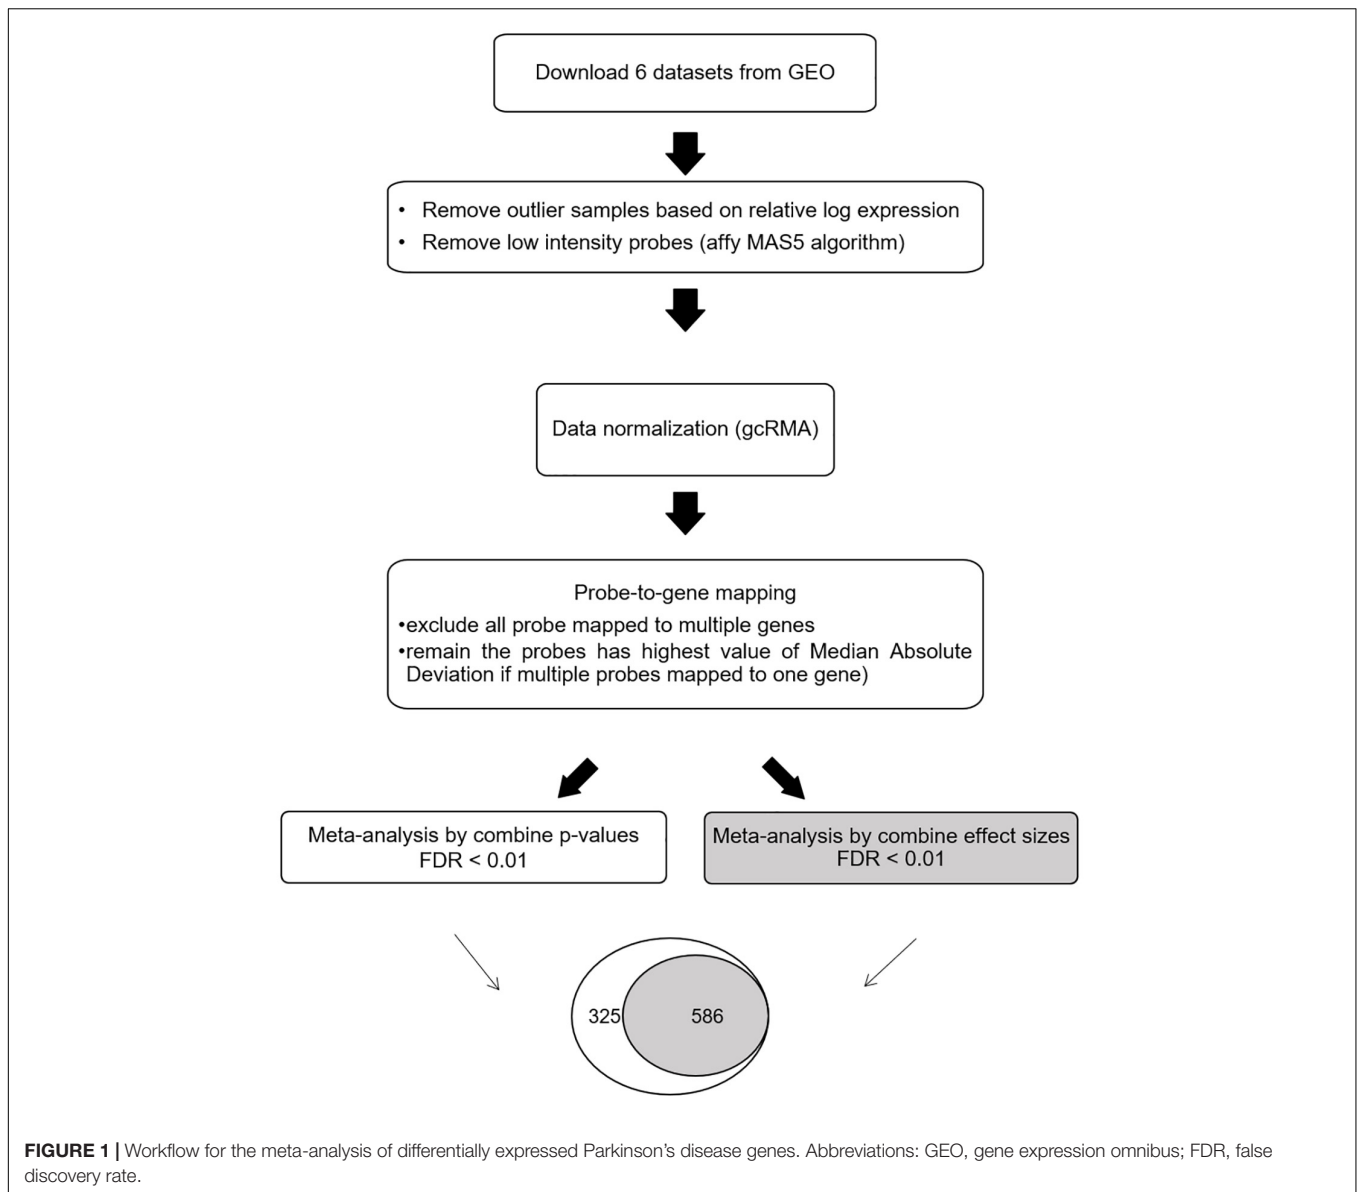 Download 6 datasets from GEO
• Remove outlier samples based on relative log expression
• Remove low intensity probes (affy MAS5 algorithm)
Data normalization (gcRMA)
Probe-to-gene mapping
•exclude all probe mapped to multiple genes
•remain the probes has highest value of Median Absolute
Deviation if multiple probes mapped to one gene)
Meta-analysis by combine p-values
FDR < 0.01
Meta-analysis by combine effect sizes
FDR < 0.01
325
586
FIGURE 1 | Workflow for the meta-analysis of differentially expressed Parkinson's disease genes. Abbreviations: GEO, gene expression omnibus; FDR, false
discovery rate.